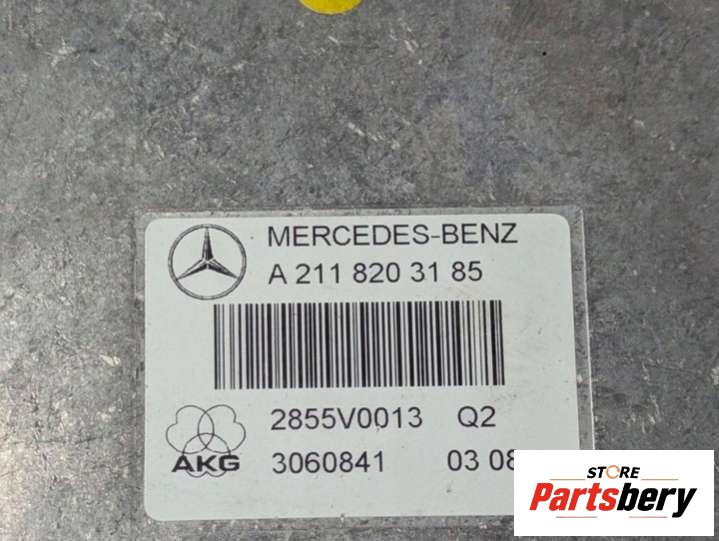 MERCEDES-BENZ
A 211 820 31 85
2855V0013 Q2
AKG 3060841 03 08
STORE
Partsbery